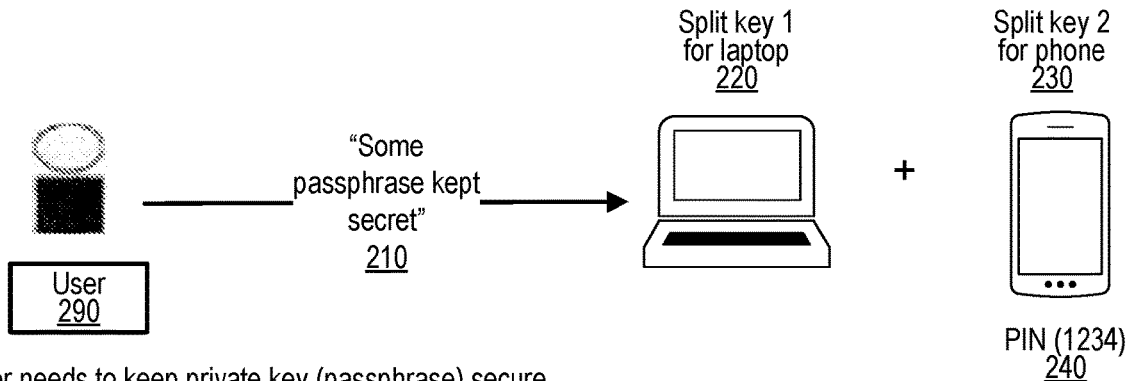 Split key 1
for laptop
220
Split key 2
for phone
230
“Some
passphrase kept
secret”
210
+
User
290
PIN (1234)
240
needs to keep private key (passphrase) secure